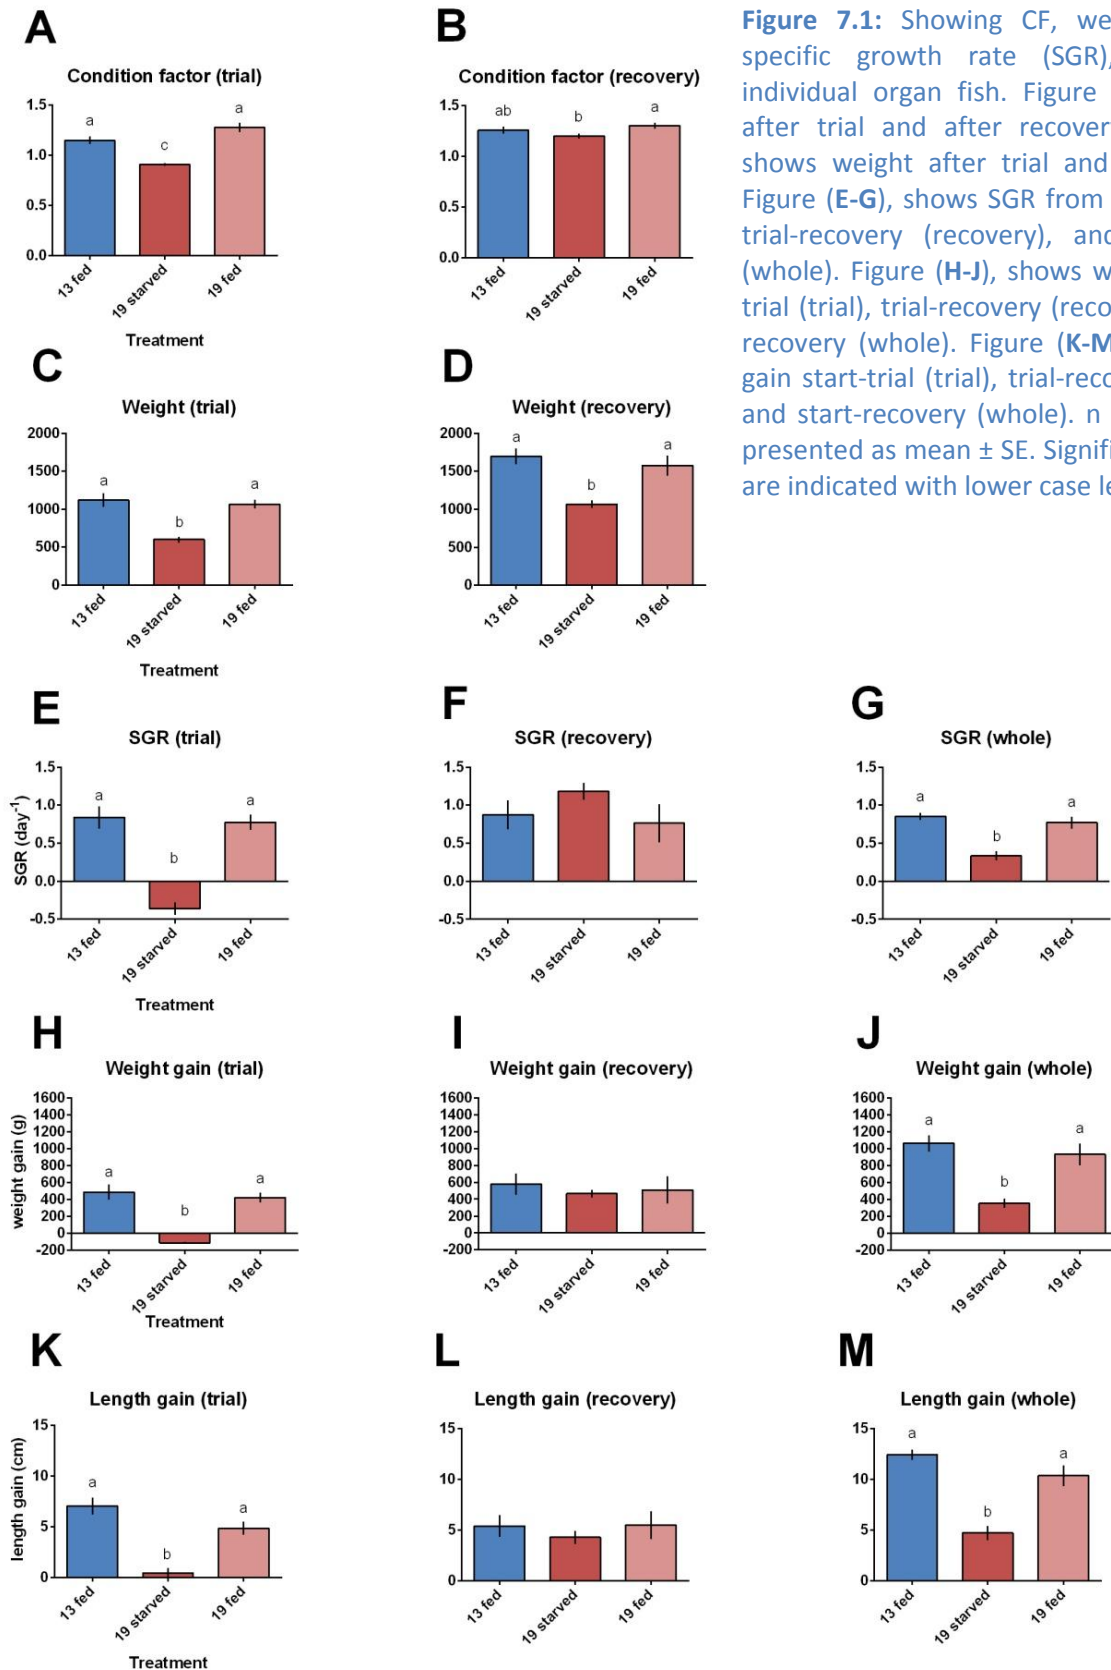 A
Condition factor (trial)
1.5
1.0
0.5
0.0
a
c
a
13 fed
19 starved
19 fed
Treatment
B
Condition factor (recovery)
1.5
1.0
0.5
0.0
ab
b
a
13 fed
19 starved
19 fed
Figure 7.1: Showing CF, we
specific growth rate (SGR),
individual organ fish. Figure
after trial and after recover
shows weight after trial and
Figure (E-G), shows SGR from
trial-recovery (recovery), and
(whole). Figure (H-J), shows w
trial (trial), trial-recovery (reco
recovery (whole). Figure (K-M
gain start-trial (trial), trial-reco
and start-recovery (whole). n
presented as mean ± SE. Signifi
are indicated with lower case le
C
Weight (trial)
2000
1500
1000
500
0
a
b
a
13 fed
19 starved
19 fed
Treatment
D
Weight (recovery)
2000
1500
1000
500
0
a
b
a
13 fed
19 starved
19 fed
E
SGR (trial)
SGR (day-1)
1.5
1.0
0.5
0.0
-0.5
a
b
a
13 fed
19 starved
19 fed
Treatment
F
SGR (recovery)
1.5
1.0
0.5
0.0
-0.5
13 fed
19 starved
19 fed
G
SGR (whole)
1.5
1.0
0.5
0.0
-0.5
a
b
a
13 fed
19 starved
19 fed
H
Weight gain (trial)
weight gain (g)
1600
1400
1200
1000
800
600
400
200
0
-200
a
b
a
13 fed
19 starved
19 fed
Treatment
I
Weight gain (recovery)
1600
1400
1200
1000
800
600
400
200
0
-200
13 fed
19 starved
19 fed
J
Weight gain (whole)
1600
1400
1200
1000
800
600
400
200
0
-200
a
b
a
13 fed
19 starved
19 fed
K
Length gain (trial)
length gain (cm)
15
10
5
0
a
b
a
13 fed
19 starved
19 fed
Treatment
L
Length gain (recovery)
15
10
5
0
13 fed
19 starved
19 fed
M
Length gain (whole)
15
10
5
0
a
b
a
13 fed
19 starved
19 fed